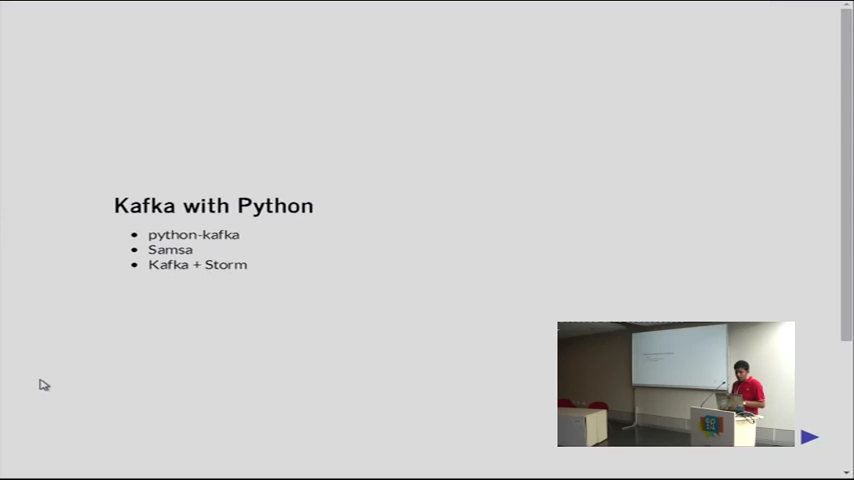 Kafka with Python
python-kafka
Samsa
Kafka + Storm